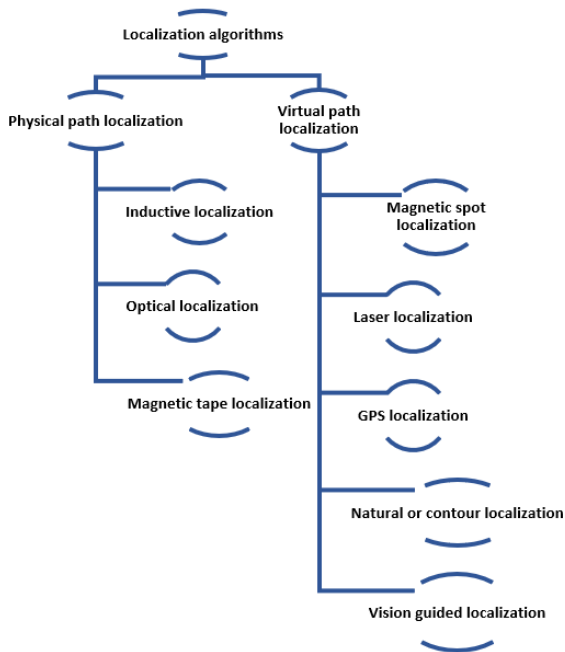 Localization algorithms
Physical path localization
Inductive localization
Optical localization
Magnetic tape localization
Virtual path
localization
Magnetic spot
localization
Laser localization
GPS localization
Natural or contour localization
Vision guided localization